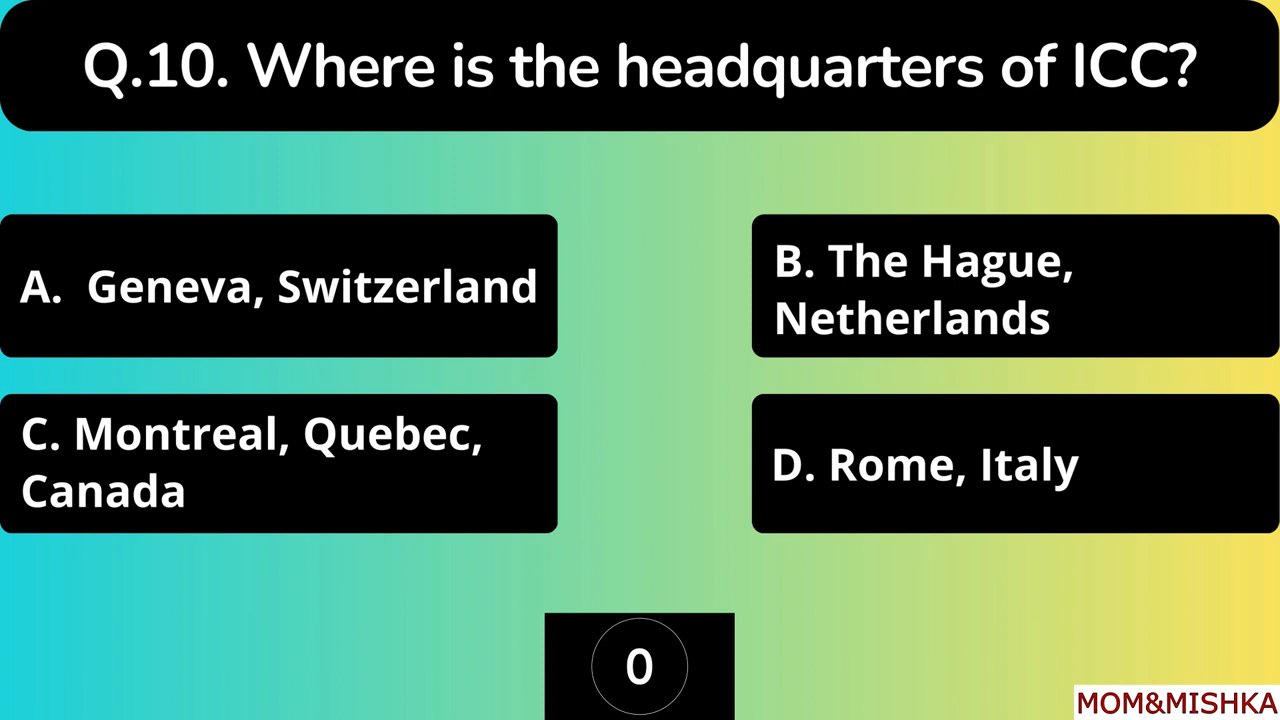 Q.10. Where is the headquarters of ICC?
A. Geneva, Switzerland
B. The Hague,
Netherlands
C. Montreal, Quebec,
Canada
D. Rome, Italy
0
MOM&MISHKA